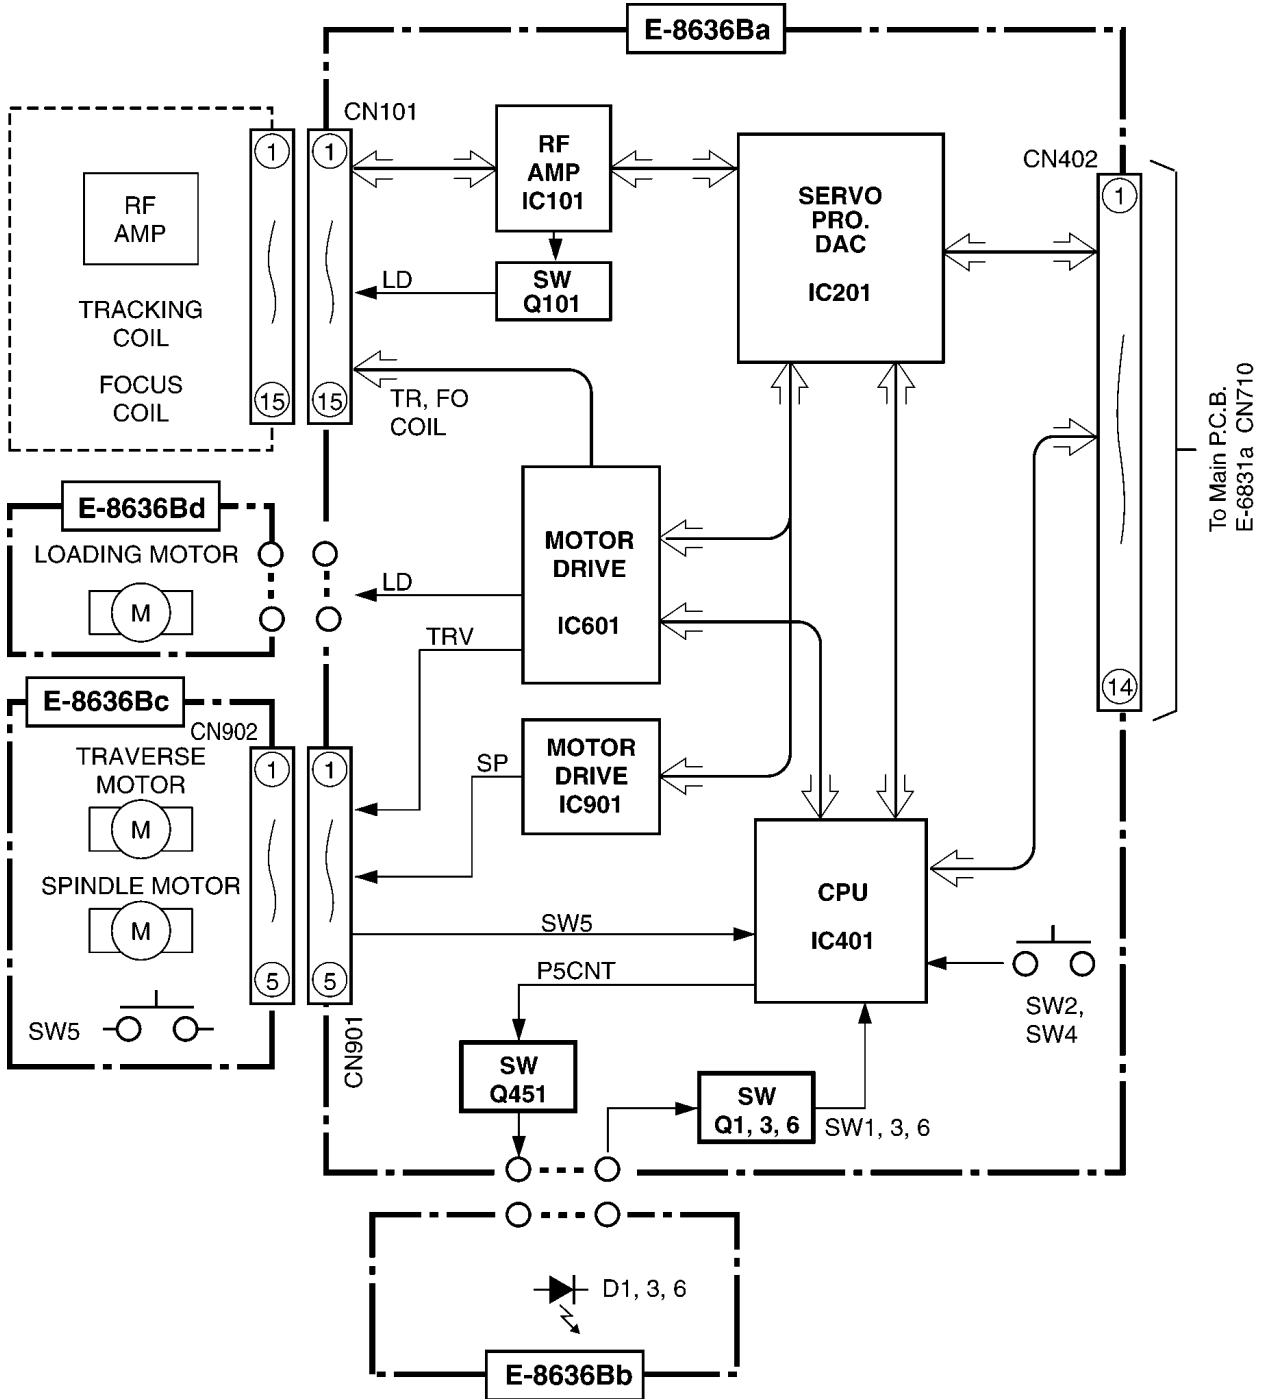 E-8636Ba
CN101
1
1
RF
AMP
IC101
CN402
1
RF
AMP
SERVO
PRO.
DAC
IC201
SW
Q101
LD
TRACKING
COIL
FOCUS
COIL
15
15
TR, FO
COIL
To Main P.C.B.
E-6831a CN710
E-8636Bd
LOADING MOTOR
M
MOTOR
DRIVE
IC601
LD
TRV
14
E-8636Bc
CN902
TRAVERSE
MOTOR
M
1
1
SP
MOTOR
DRIVE
IC901
SPINDLE MOTOR
M
CPU
IC401
SW5
P5CNT
5
5
SW5
CN901
SW2,
SW4
SW
Q451
SW
Q1, 3, 6
SW1, 3, 6
D1, 3, 6
E-8636Bb